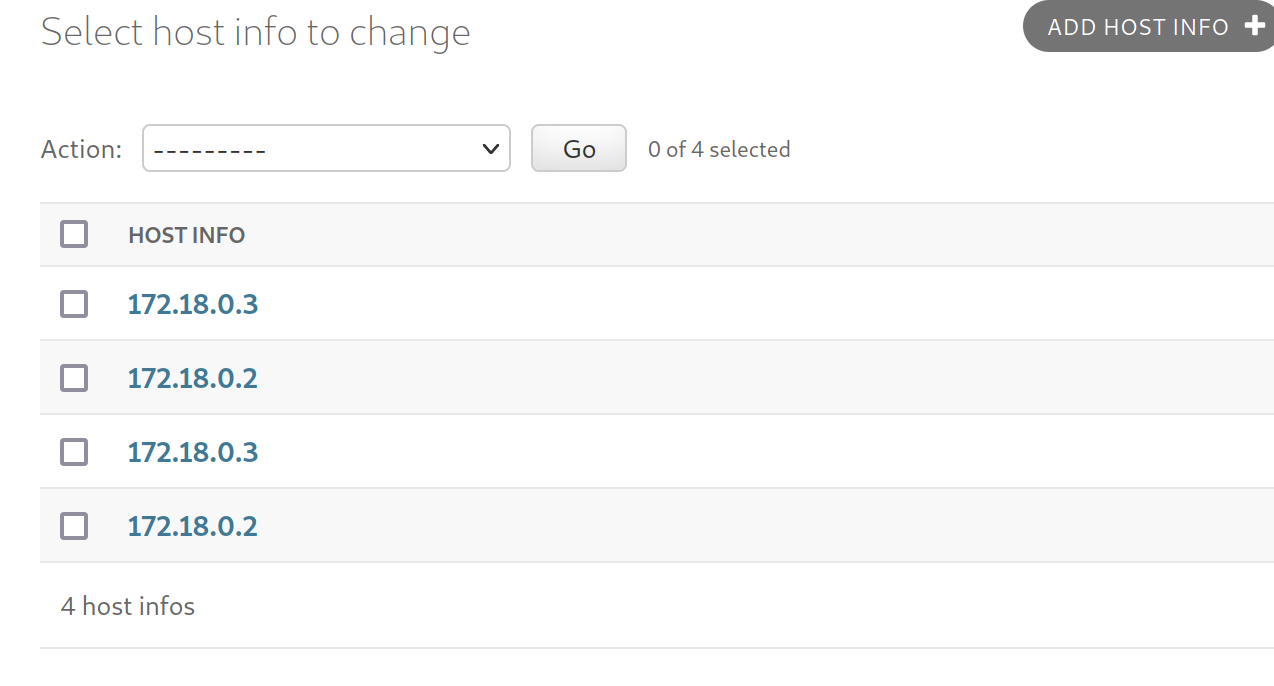 Select host info to change
ADD HOST INFO +
Action: --------- Go 0 of 4 selected
HOST INFO
172.18.0.3
172.18.0.2
172.18.0.3
172.18.0.2
4 host infos